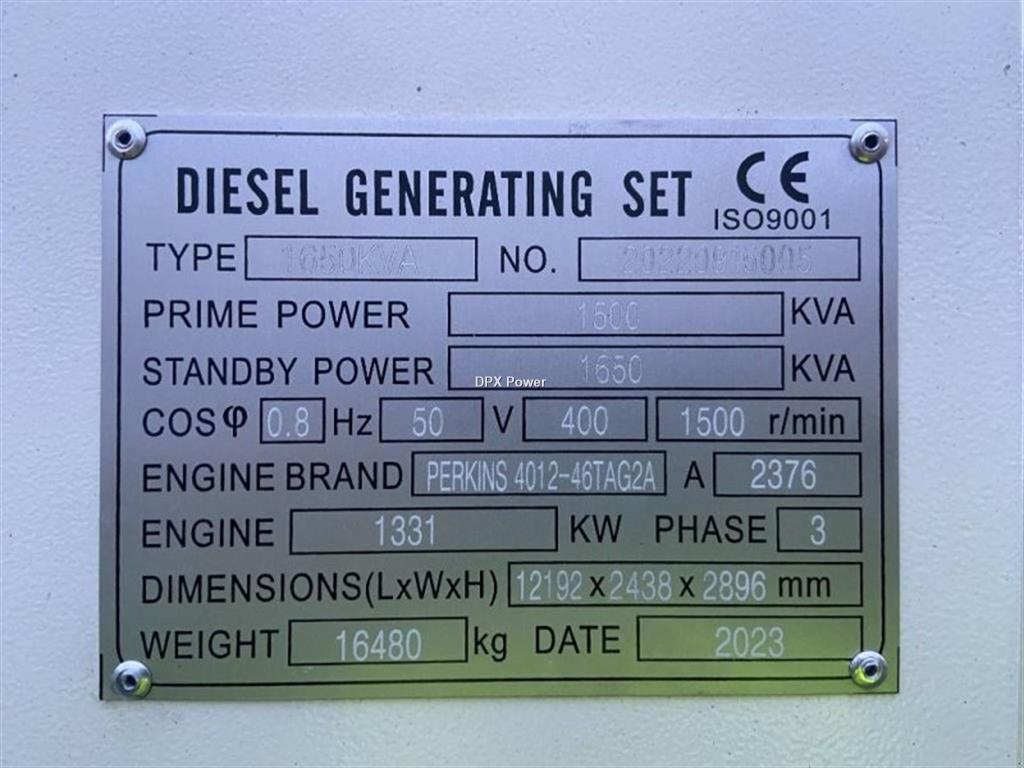 DIESEL GENERATING SET CE
ISO9001
TYPE 1650KVA NO.
PRIME POWER 1500 KVA
STANDBY POWER 1650 KVA
DPX Power
COSφ 0.8 Hz 50 V 400 1500 r/min
ENGINE BRAND PERKINS 4012-46TAG2A A 2376
ENGINE 1331 KW PHASE 3
DIMENSIONS(LxWxH) 12192 x 2438 x 2896 mm
WEIGHT 16480 kg DATE 2023